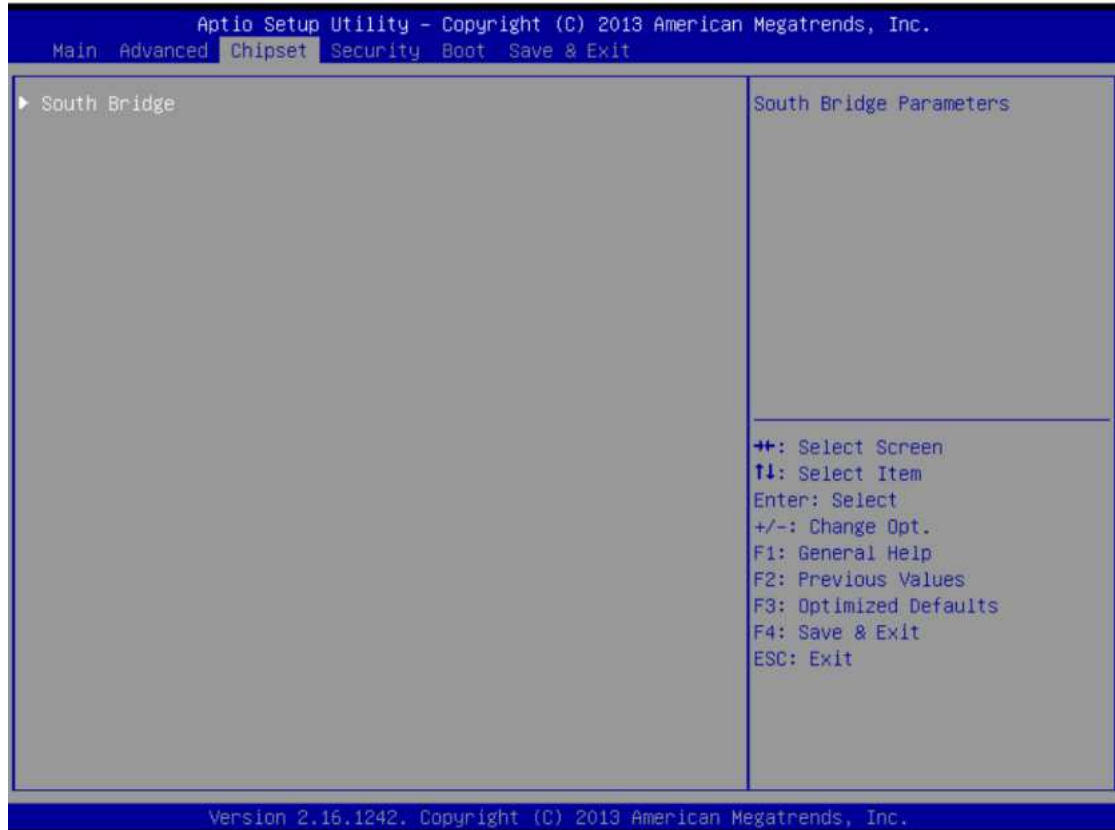 Aptio Setup Utility – Copyright (C) 2013 American Megatrends, Inc.
Main Advanced Chipset Security Boot Save & Exit
▶ South Bridge
South Bridge Parameters
→←: Select Screen
↑↓: Select Item
Enter: Select
+/-: Change Opt.
F1: General Help
F2: Previous Values
F3: Optimized Defaults
F4: Save & Exit
ESC: Exit
Version 2.16.1242. Copyright (C) 2013 American Megatrends, Inc.